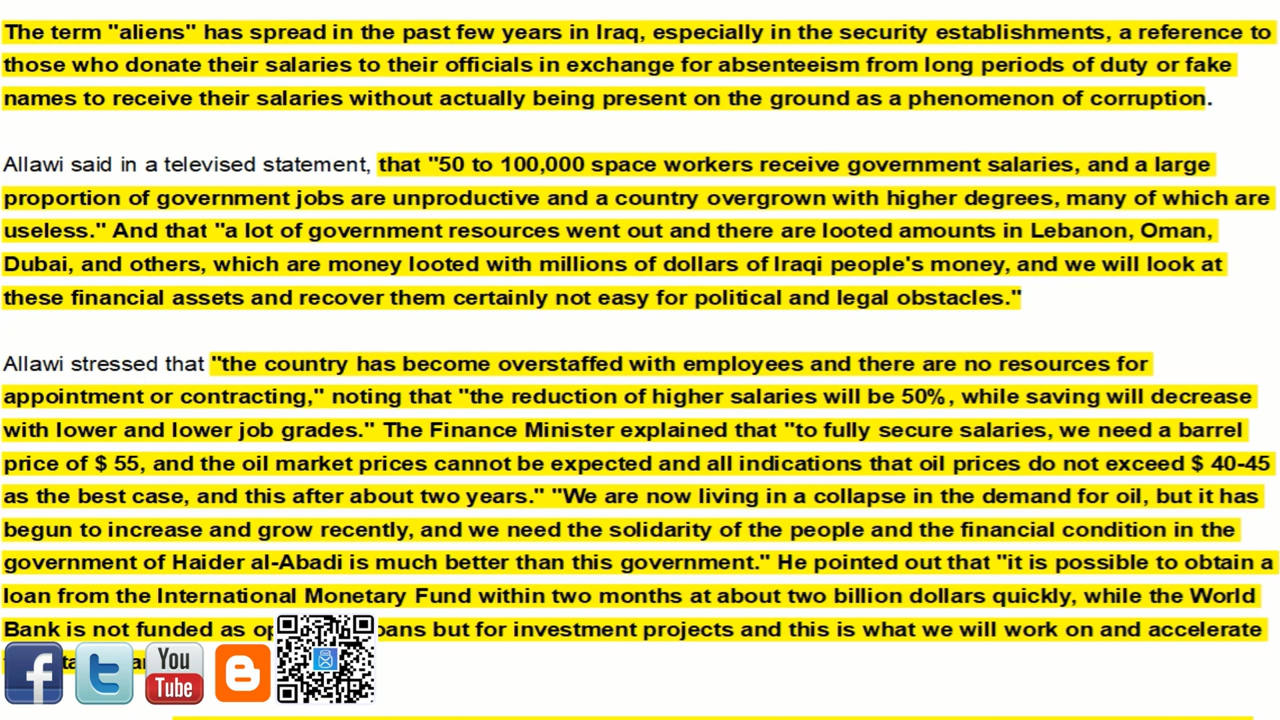 The term "aliens" has spread in the past few years in Iraq, especially in the security establishments, a reference to
those who donate their salaries to their officials in exchange for absenteeism from long periods of duty or fake
names to receive their salaries without actually being present on the ground as a phenomenon of corruption.
Allawi said in a televised statement, that "50 to 100,000 space workers receive government salaries, and a large
proportion of government jobs are unproductive and a country overgrown with higher degrees, many of which are
useless." And that "a lot of government resources went out and there are looted amounts in Lebanon, Oman,
Dubai, and others, which are money looted with millions of dollars of Iraqi people's money, and we will look at
these financial assets and recover them certainly not easy for political and legal obstacles."
Allawi stressed that "the country has become overstaffed with employees and there are no resources for
appointment or contracting," noting that "the reduction of higher salaries will be 50%, while saving will decrease
with lower and lower job grades." The Finance Minister explained that "to fully secure salaries, we need a barrel
price of $ 55, and the oil market prices cannot be expected and all indications that oil prices do not exceed $ 40-45
as the best case, and this after about two years." "We are now living in a collapse in the demand for oil, but it has
begun to increase and grow recently, and we need the solidarity of the people and the financial condition in the
government of Haider al-Abadi is much better than this government." He pointed out that "it is possible to obtain a
loan from the International Monetary Fund within two months at about two billion dollars quickly, while the World
Bank is not funded as but for investment projects and this is what we will work on and accelerate
You Tube